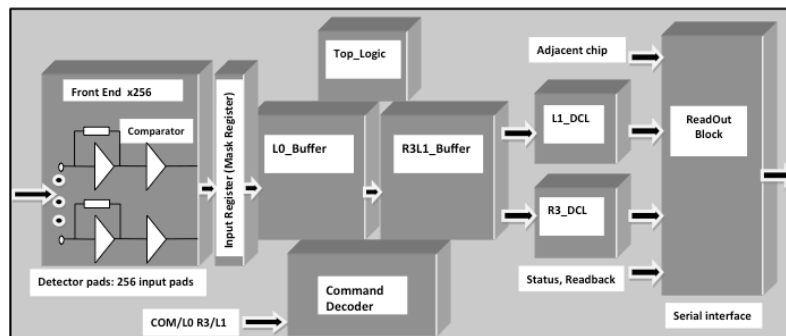 Top_Logic
Adjacent chip
Front End  x256
Comparator
Input Register (Mask Register)
L0_Buffer
R3L1_Buffer
L1_DCL
ReadOut
Block
R3_DCL
Detector pads: 256 input pads
Command
Decoder
Status, Readback
COM/L0 R3/L1
Serial interface